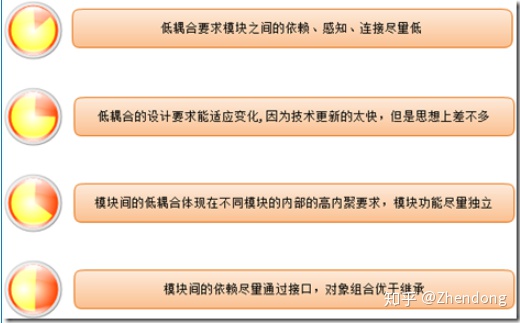 低耦合要求模块之间的依赖、感知、连接尽量低
低耦合的设计要求能适应变化,因为技术更新的太快，但是思想上差不多
模块间的低耦合体现在不同模块的内部的高内聚要求，模块功能尽量独立
模块间的依赖尽量通过接口，对象组合优于继承
知乎 @Zhendong